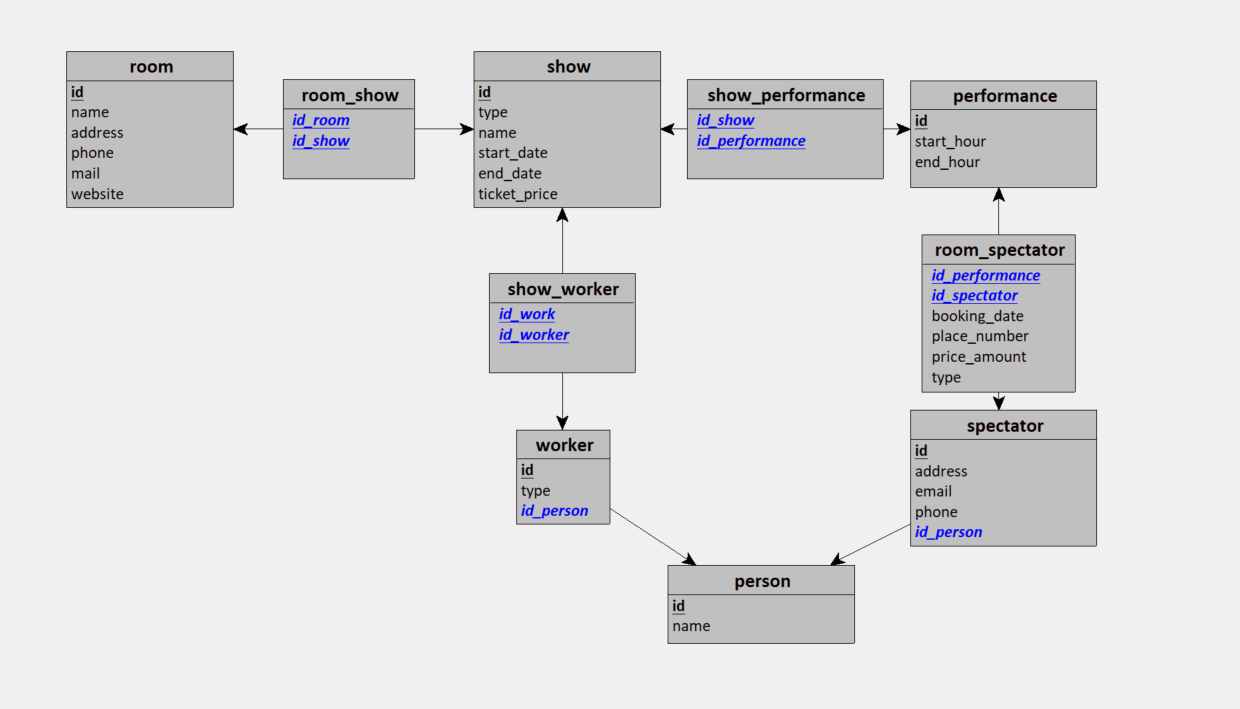 room
id
name
address
phone
mail
website
room_show
id_room
id_show
show
id
type
name
start_date
end_date
ticket_price
show_performance
id_show
id_performance
performance
id
start_hour
end_hour
room_spectator
id_performance
id_spectator
booking_date
place_number
price_amount
type
show_worker
id_work
id_worker
worker
id
type
id_person
spectator
id
address
email
phone
id_person
person
id
name